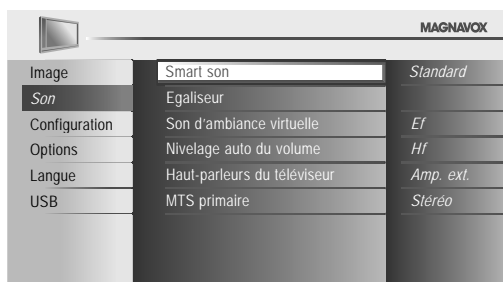 MAGNAVOX
Image
Smart son Standard
Son
Egaliseur
Configuration
Son d'ambiance virtuelle Ef
Options
Nivelage auto du volume Hf
Langue
Haut-parleurs du téléviseur Amp. ext.
USB
MTS primaire Stéréo